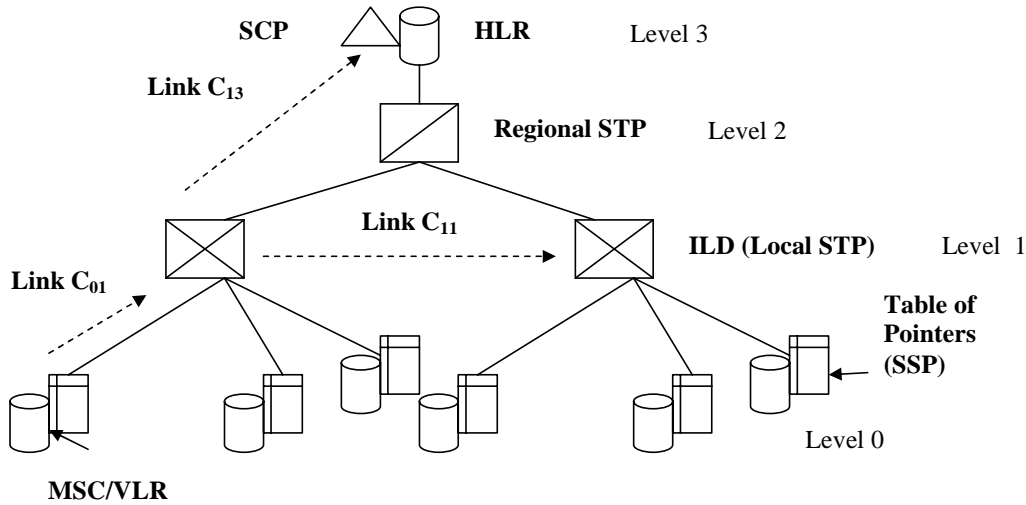 SCP HLR Level 3
Link C₁₃
Regional STP Level 2
Link C₁₁
ILD (Local STP) Level 1
Link C₀₁
Table of
Pointers
(SSP)
Level 0
MSC/VLR